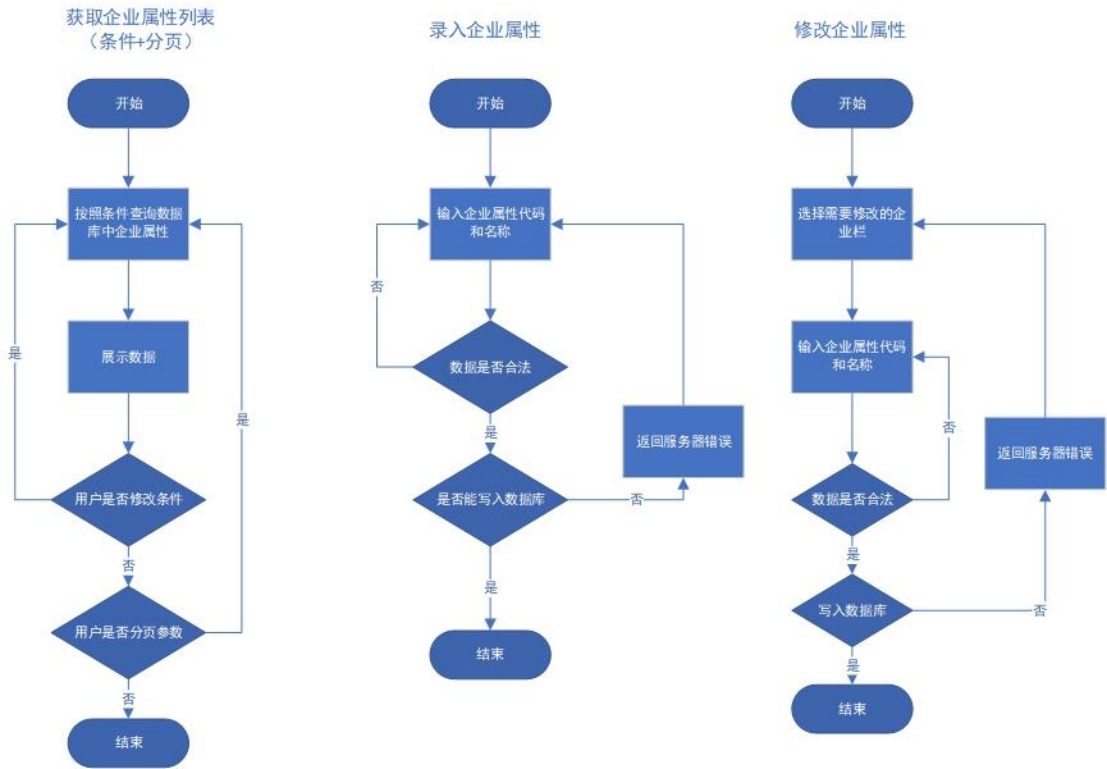 获取企业属性列表
（条件+分页）
开始
按照条件查询数据
库中企业属性
展示数据
是
是
用户是否修改条件
否
用户是否分页参数
否
结束
录入企业属性
开始
输入企业属性代码
和名称
否
数据是否合法
是
返回服务器错误
是否能写入数据库
否
是
结束
修改企业属性
开始
选择需要修改的企
业栏
输入企业属性代码
和名称
否
返回服务器错误
数据是否合法
是
写入数据库
否
是
结束